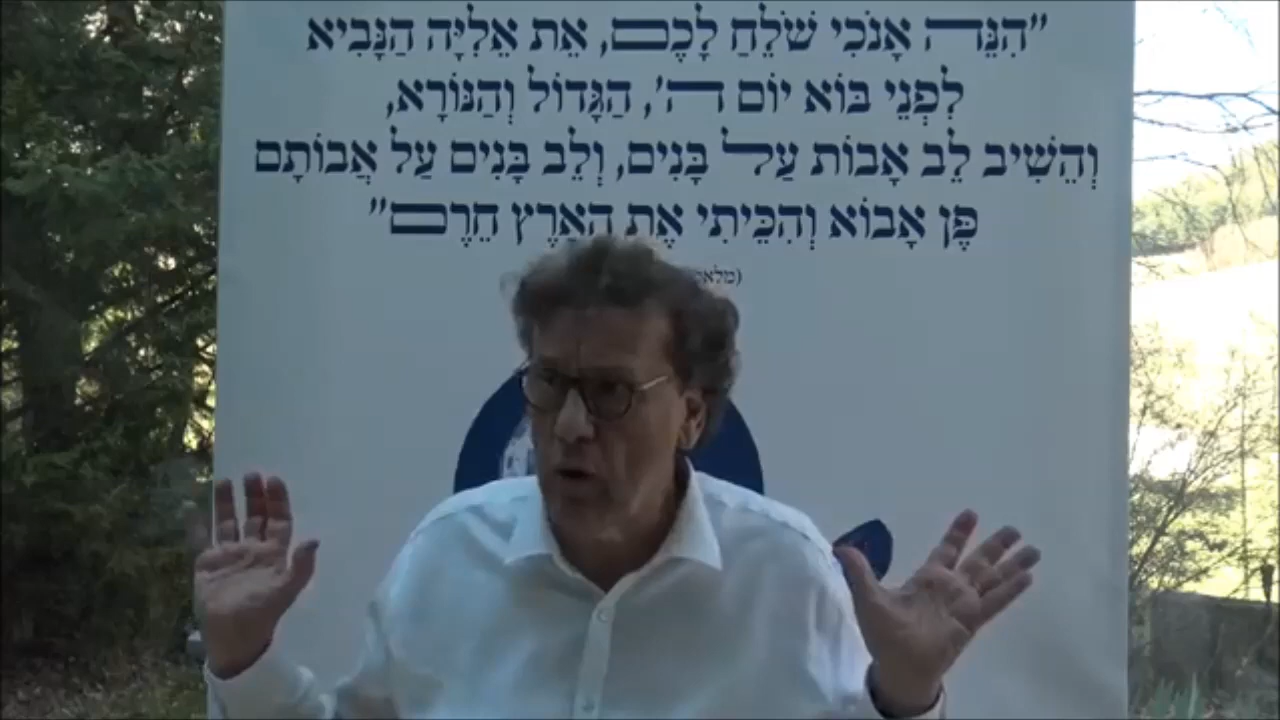 "הִנֵּה אָנֹכִי שֹׁלֵחַ לָכֶם, אֵת אֵלִיָּה הַנָּבִיא
לִפְנֵי בּוֹא יוֹם ה', הַגָּדוֹל וְהַנּוֹרָא,
וְהֵשִׁיב לֵב אָבוֹת עַל בָּנִים, וְלֵב בָּנִים עַל אֲבוֹתָם
פֶּן אָבוֹא וְהִכֵּיתִי אֶת הָאָרֶץ חֵרֶם"